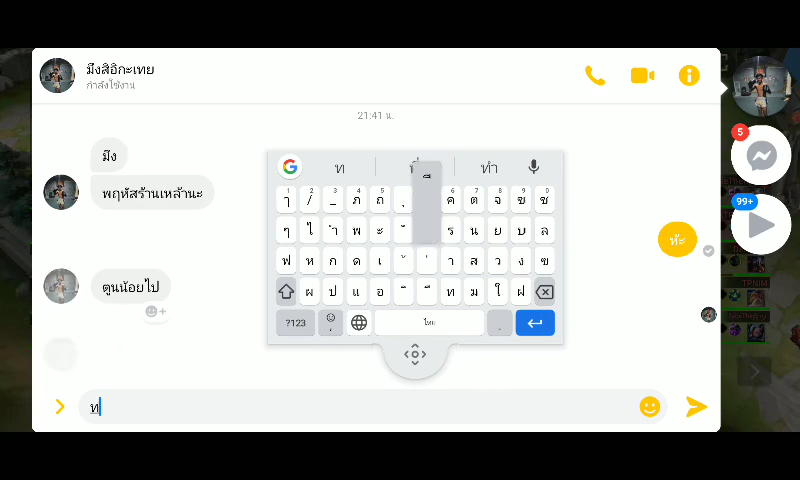 มึงสิอิกะเทย
กำลังใช้งาน
21:41 น.
มึง
พฤหัสร้านเหล้านะ
ห้ะ
ตูนน้อยไป
ท
ท
ทำ
ๅ / _ ภ ถ ุ ค ต จ ข ช
ๆ ไ ำ พ ะ ั ร น ย บ ล
ฟ ห ก ด เ ้ ่ า ส ว ง ฃ
ผ ป แ อ ิ ื ท ม ใ ฝ
?123
ไทย
5
99+
TPNIM